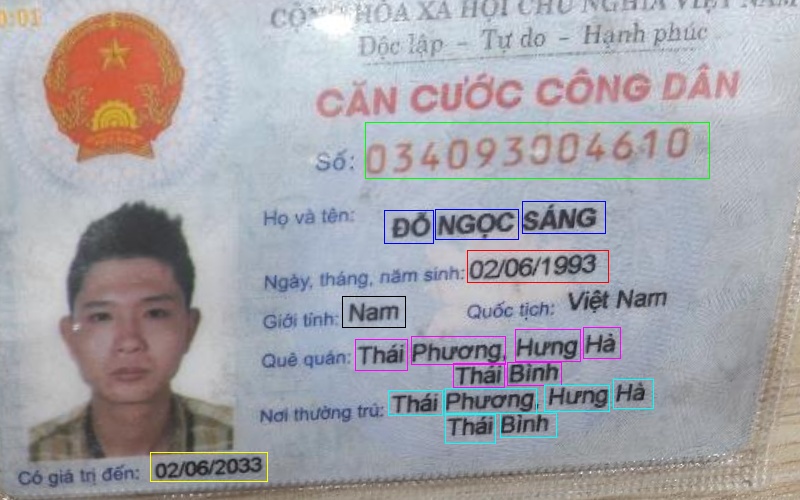 0:01
CỘNG HÒA XÃ HỘI CHỦ NGHĨA VIỆT NAM
Độc lập - Tự do - Hạnh phúc
CĂN CƯỚC CÔNG DÂN
Số: 034093004610
Họ và tên: ĐỖ NGỌC SÁNG
Ngày, tháng, năm sinh: 02/06/1993
Giới tính: Nam Quốc tịch: Việt Nam
Quê quán: Thái Phương, Hưng Hà
Thái Bình
Nơi thường trú: Thái Phương, Hưng Hà
Thái Bình
Có giá trị đến: 02/06/2033